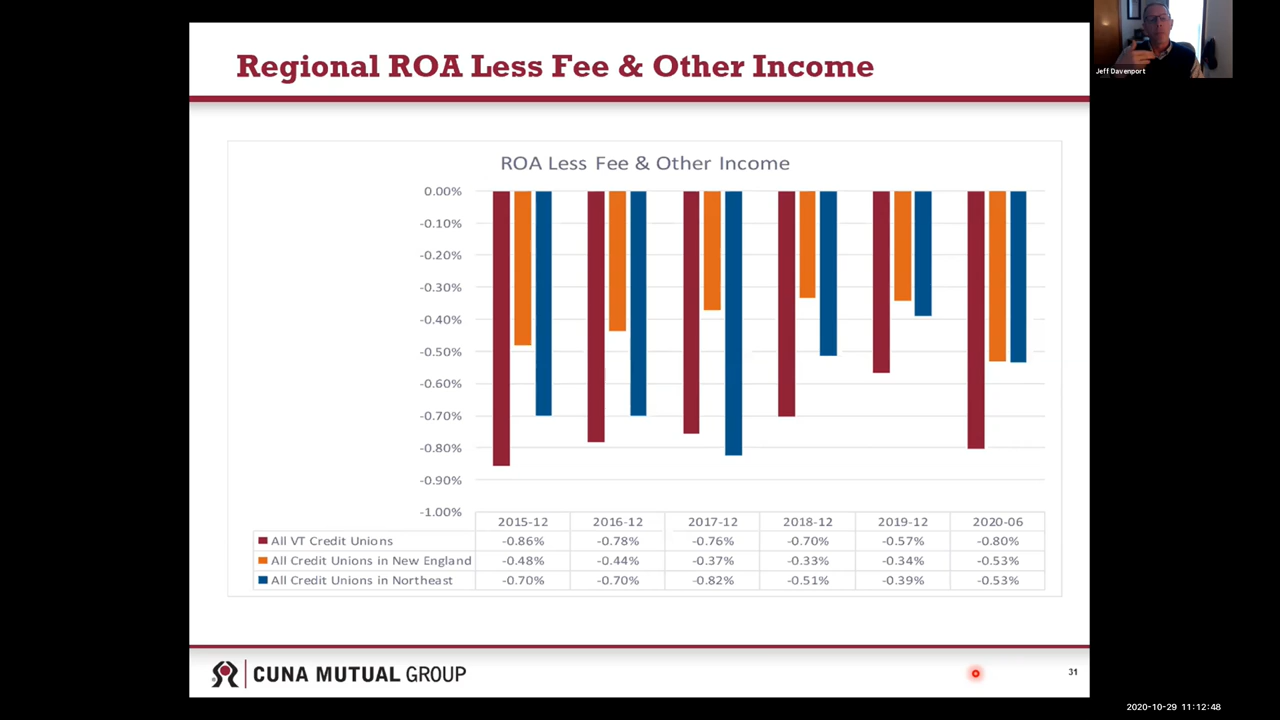 Regional ROA Less Fee & Other Income
Jeff Davenport
ROA Less Fee & Other Income
0.00%
-0.10%
-0.20%
-0.30%
-0.40%
-0.50%
-0.60%
-0.70%
-0.80%
-0.90%
-1.00%
2015-12 2016-12 2017-12 2018-12 2019-12 2020-06
All VT Credit Unions -0.86% -0.78% -0.76% -0.70% -0.57% -0.80%
All Credit Unions in New England -0.48% -0.44% -0.37% -0.33% -0.34% -0.53%
All Credit Unions in Northeast -0.70% -0.70% -0.82% -0.51% -0.39% -0.53%
CUNA MUTUAL GROUP
31
2020-10-29 11:12:48